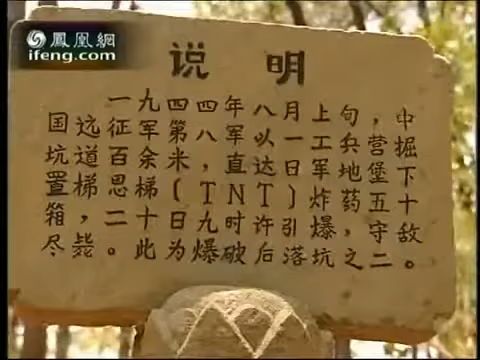 鳳凰網
ifeng.com
说 明
一九四四年八月上旬,中
国远征军第八军以一工兵营掘
坑道百余米,直达日军地堡下
置梯思梯(TNT)炸药五十
箱,二十日九时许引爆,守敌
尽毙。此为爆破后落坑之二。